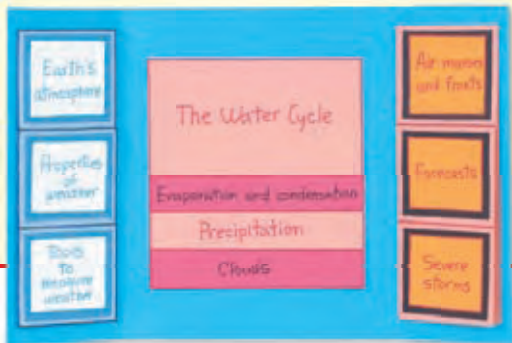 Earth's
atmosphere
Properties
of
weather
Tools
to
measure
weather
The Water Cycle
Evaporation and condensation
Precipitation
Clouds
Air masses
and fronts
Forecasts
Severe
storms